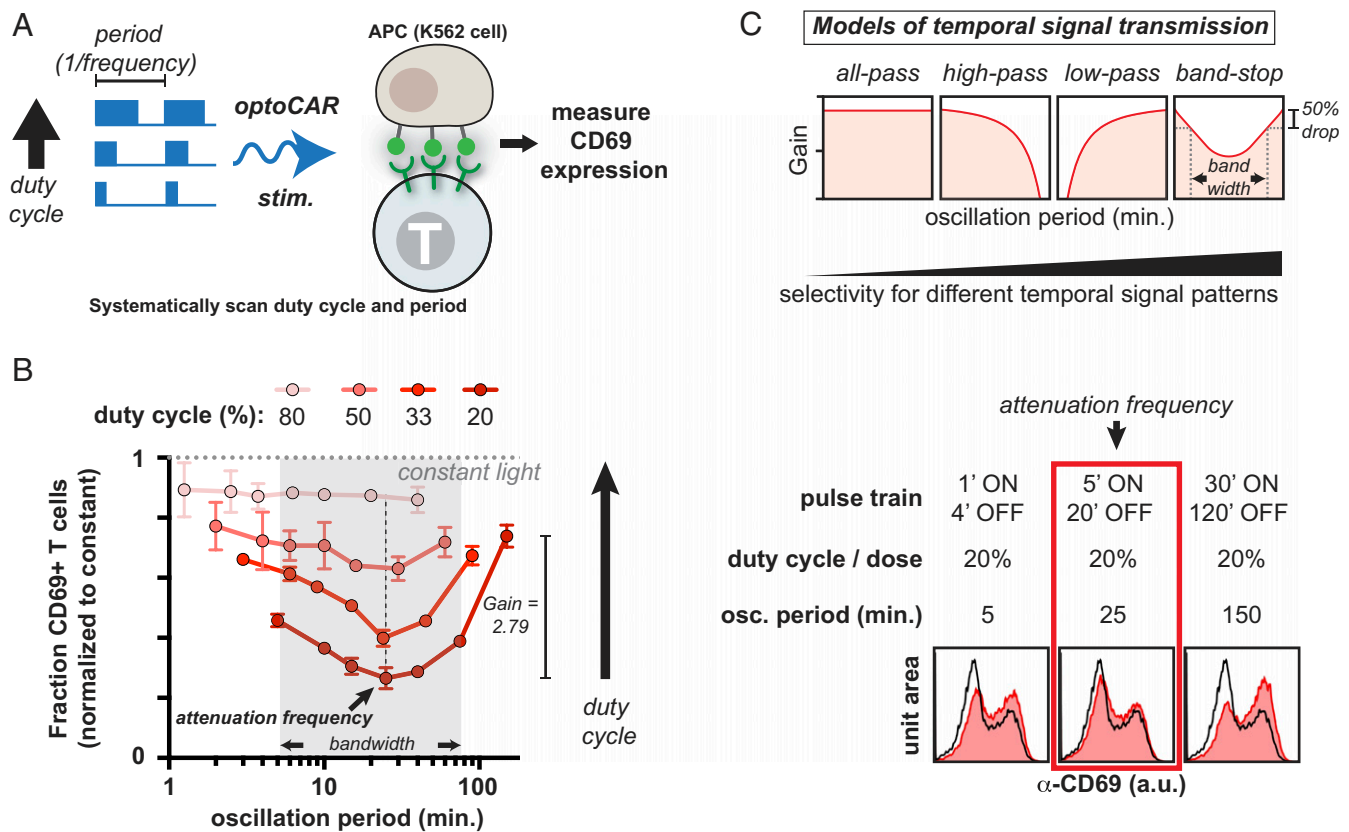 A
period
(1/frequency)
optoCAR
stim.
duty
cycle
APC (K562 cell)
T
measure
CD69
expression
Systematically scan duty cycle and period
B
duty cycle (%): 80 50 33 20
Fraction CD69+ T cells
(normalized to constant)
1
0
constant light
Gain =
2.79
attenuation frequency
bandwidth
1 10 100
oscillation period (min.)
duty
cycle
C
Models of temporal signal transmission
all-pass high-pass low-pass band-stop
Gain
50%
drop
band
width
oscillation period (min.)
selectivity for different temporal signal patterns
attenuation frequency
pulse train
1’ ON 5’ ON 30’ ON
4’ OFF 20’ OFF 120’ OFF
duty cycle / dose 20% 20% 20%
osc. period (min.) 5 25 150
unit area
α-CD69 (a.u.)